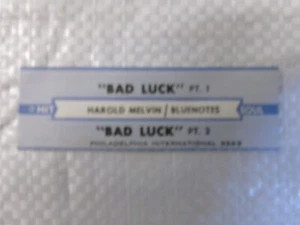 "BAD LUCK" PT. 1
HAROLD MELVIN / BLUENOTES SOUL
"BAD LUCK" PT. 2
PHILADELPHIA INTERNATIONAL